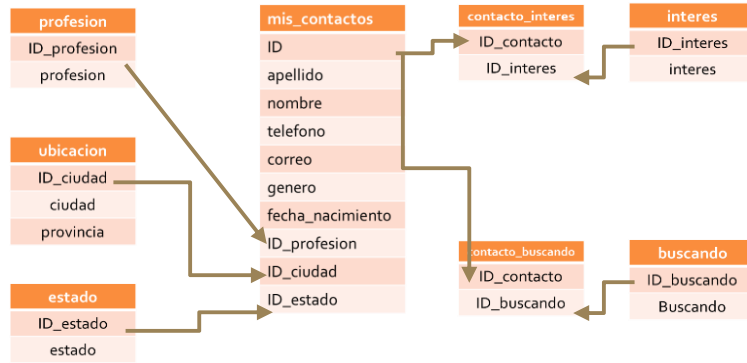 profesion
ID_profesion
profesion
ubicacion
ID_ciudad
ciudad
provincia
estado
ID_estado
estado
mis_contactos
ID
apellido
nombre
telefono
correo
genero
fecha_nacimiento
ID_profesion
ID_ciudad
ID_estado
contacto_interes
ID_contacto
ID_interes
contacto_buscando
ID_contacto
ID_buscando
interes
ID_interes
interes
buscando
ID_buscando
Buscando